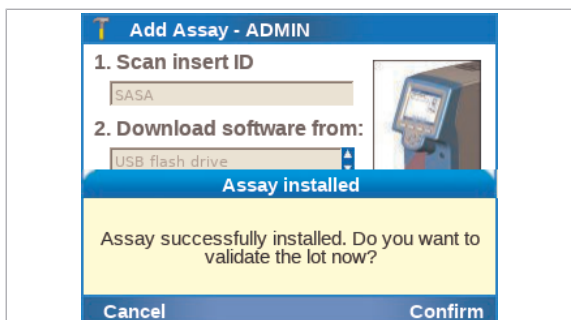 Add Assay - ADMIN
1. Scan insert ID
SASA
2. Download software from:
USB flash drive
Assay installed
Assay successfully installed. Do you want to
validate the lot now?
Cancel
Confirm